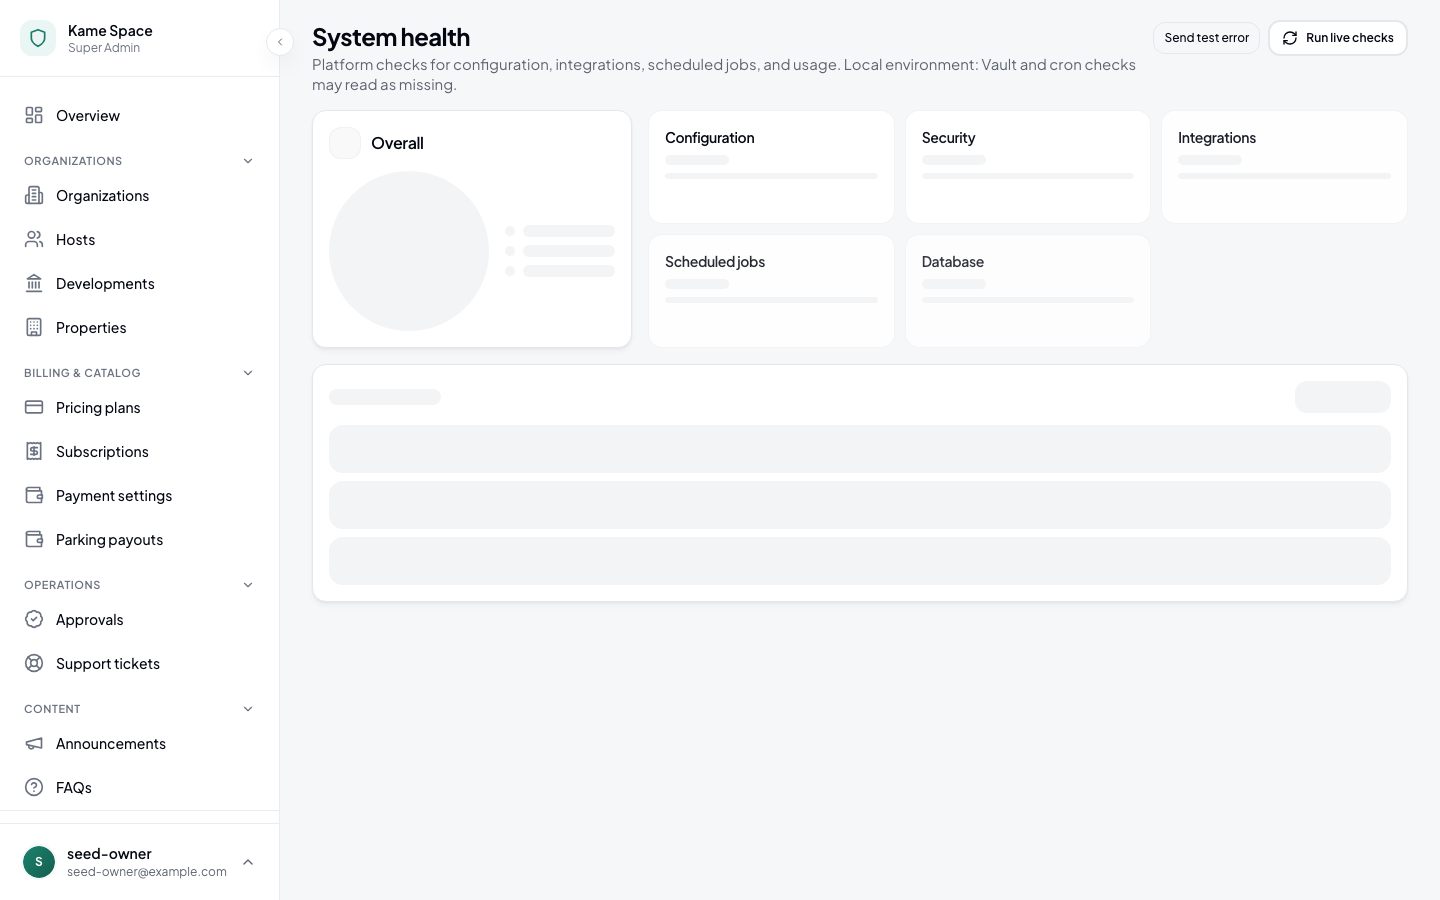 Kame Space
Super Admin
Overview
ORGANIZATIONS
Organizations
Hosts
Developments
Properties
BILLING & CATALOG
Pricing plans
Subscriptions
Payment settings
Parking payouts
OPERATIONS
Approvals
Support tickets
CONTENT
Announcements
FAQs
S
seed-owner
seed-owner@example.com
System health
Platform checks for configuration, integrations, scheduled jobs, and usage. Local environment: Vault and cron checks
may read as missing.
Send test error
Run live checks
Overall
Configuration
Security
Integrations
Scheduled jobs
Database